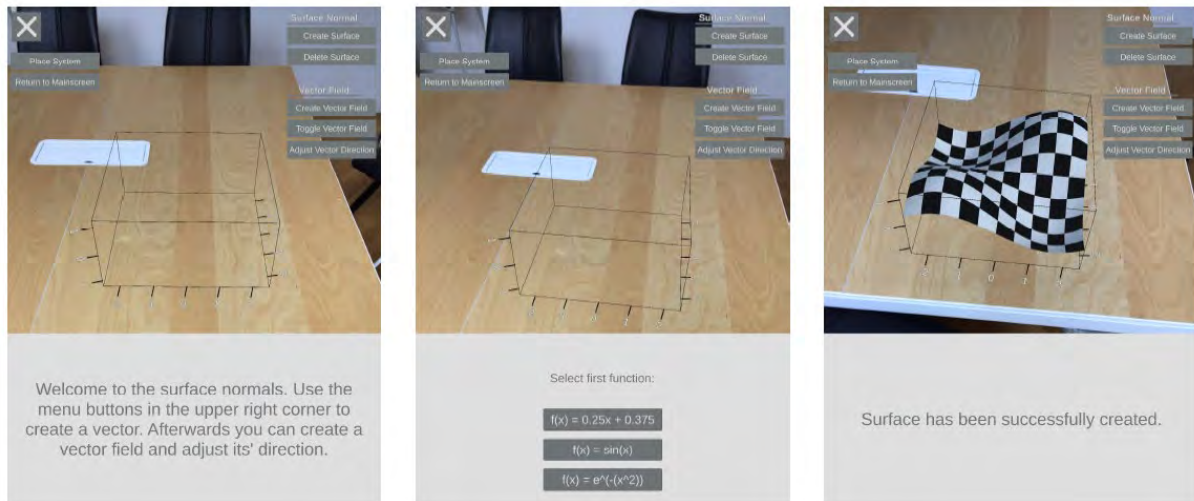 Surface Normal
Create Surface
Delete Surface
Place System
Return to Mainscreen
Vector Field
Create Vector Field
Toggle Vector Field
Adjust Vector Direction
Welcome to the surface normals. Use the
menu buttons in the upper right corner to
create a vector. Afterwards you can create a
vector field and adjust its' direction.
Surface Normal
Create Surface
Delete Surface
Place System
Return to Mainscreen
Vector Field
Create Vector Field
Toggle Vector Field
Adjust Vector Direction
Select first function:
f(x) = 0.25x + 0.375
f(x) = sin(x)
f(x) = e^(-(x^2))
Surface Normal
Create Surface
Delete Surface
Place System
Return to Mainscreen
Vector Field
Create Vector Field
Toggle Vector Field
Adjust Vector Direction
Surface has been successfully created.